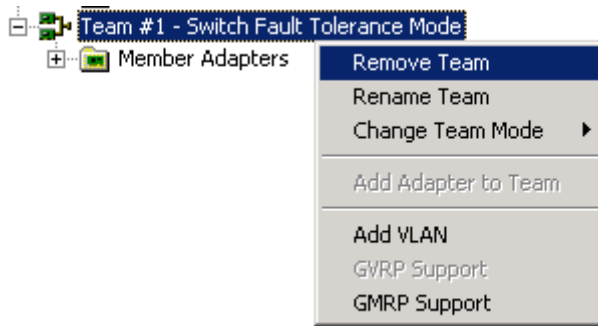 Team #1 - Switch Fault Tolerance Mode
Member Adapters
Remove Team
Rename Team
Change Team Mode
Add Adapter to Team
Add VLAN
GVRP Support
GMRP Support